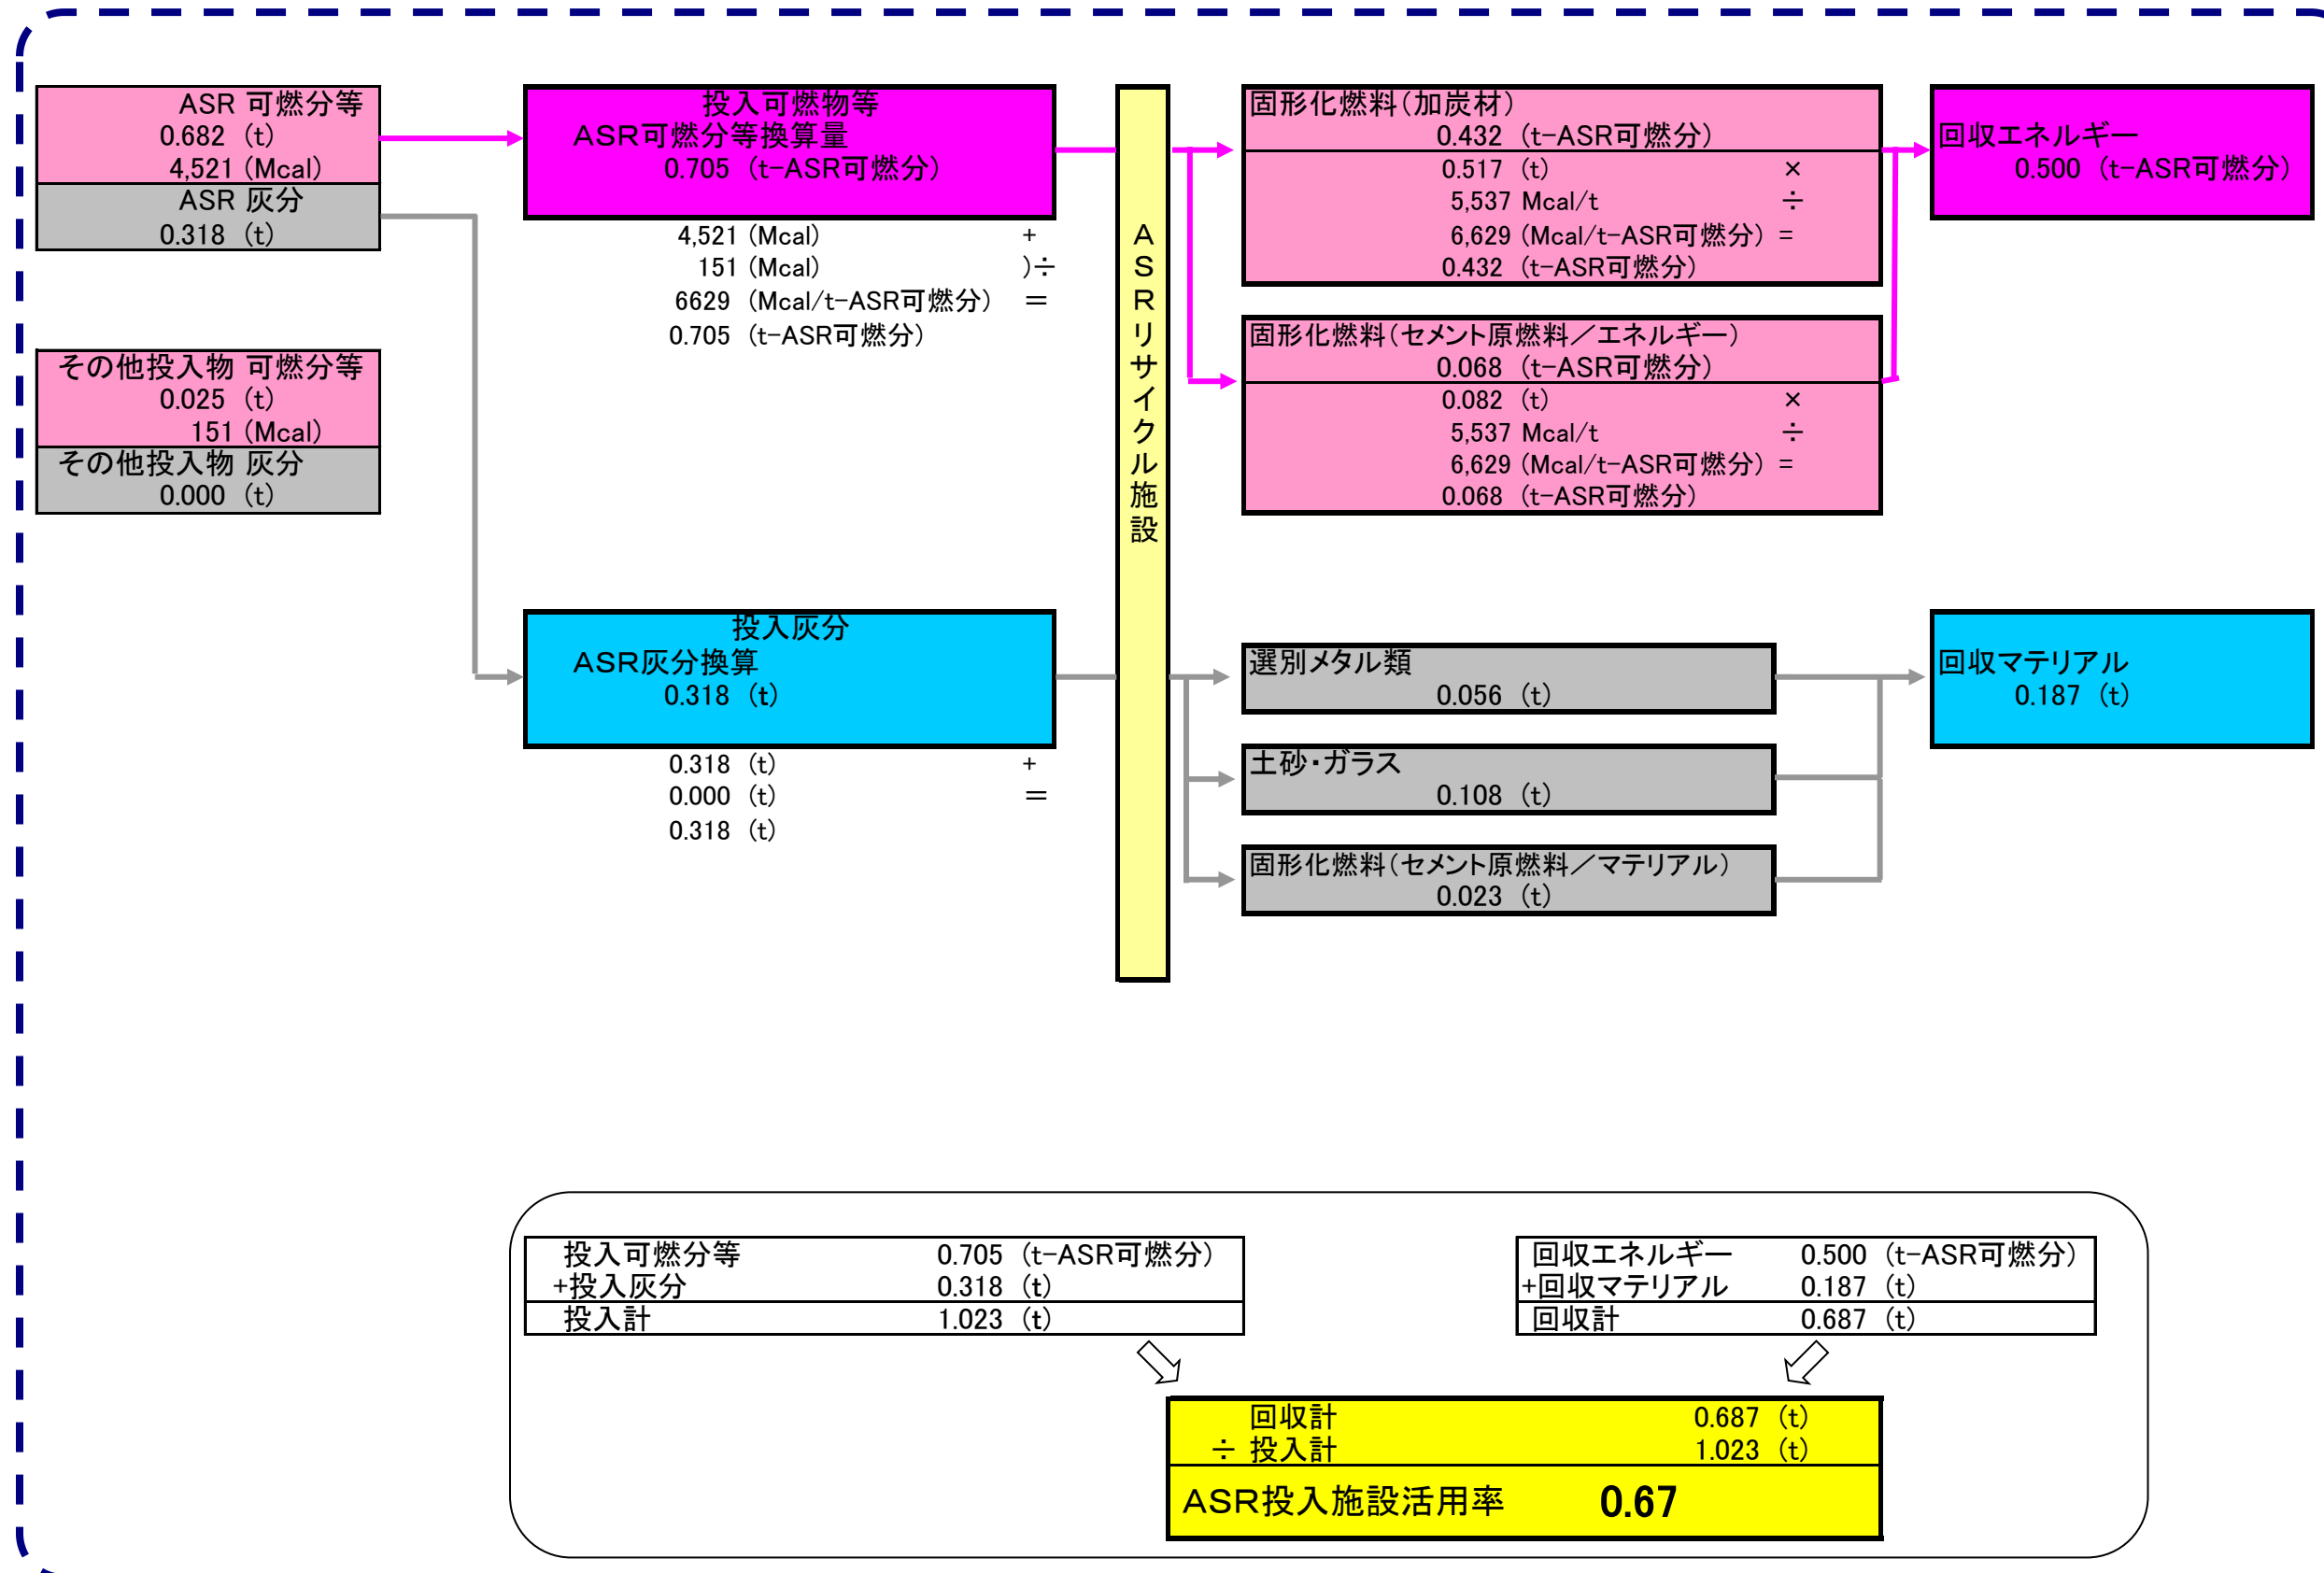 ASR 可燃分等
0.682 (t)
4,521 (Mcal)
ASR 灰分
0.318 (t)
その他投入物 可燃分等
0.025 (t)
151 (Mcal)
その他投入物 灰分
0.000 (t)
投入可燃物等
ASR可燃分等換算量
0.705 (t-ASR可燃分)
4,521 (Mcal) +
151 (Mcal) )÷
6629 (Mcal/t-ASR可燃分) =
0.705 (t-ASR可燃分)
投入灰分
ASR灰分換算
0.318 (t)
0.318 (t) +
0.000 (t) =
0.318 (t)
ASRリサイクル施設
固形化燃料(加炭材)
0.432 (t-ASR可燃分)
0.517 (t) ×
5,537 Mcal/t ÷
6,629 (Mcal/t-ASR可燃分) =
0.432 (t-ASR可燃分)
固形化燃料(セメント原燃料/エネルギー)
0.068 (t-ASR可燃分)
0.082 (t) ×
5,537 Mcal/t ÷
6,629 (Mcal/t-ASR可燃分) =
0.068 (t-ASR可燃分)
選別メタル類
0.056 (t)
土砂・ガラス
0.108 (t)
固形化燃料(セメント原燃料/マテリアル)
0.023 (t)
回収エネルギー
0.500 (t-ASR可燃分)
回収マテリアル
0.187 (t)
投入可燃分等 0.705 (t-ASR可燃分)
+投入灰分 0.318 (t)
投入計 1.023 (t)
回収エネルギー 0.500 (t-ASR可燃分)
+回収マテリアル 0.187 (t)
回収計 0.687 (t)
回収計 0.687 (t)
÷ 投入計 1.023 (t)
ASR投入施設活用率 0.67